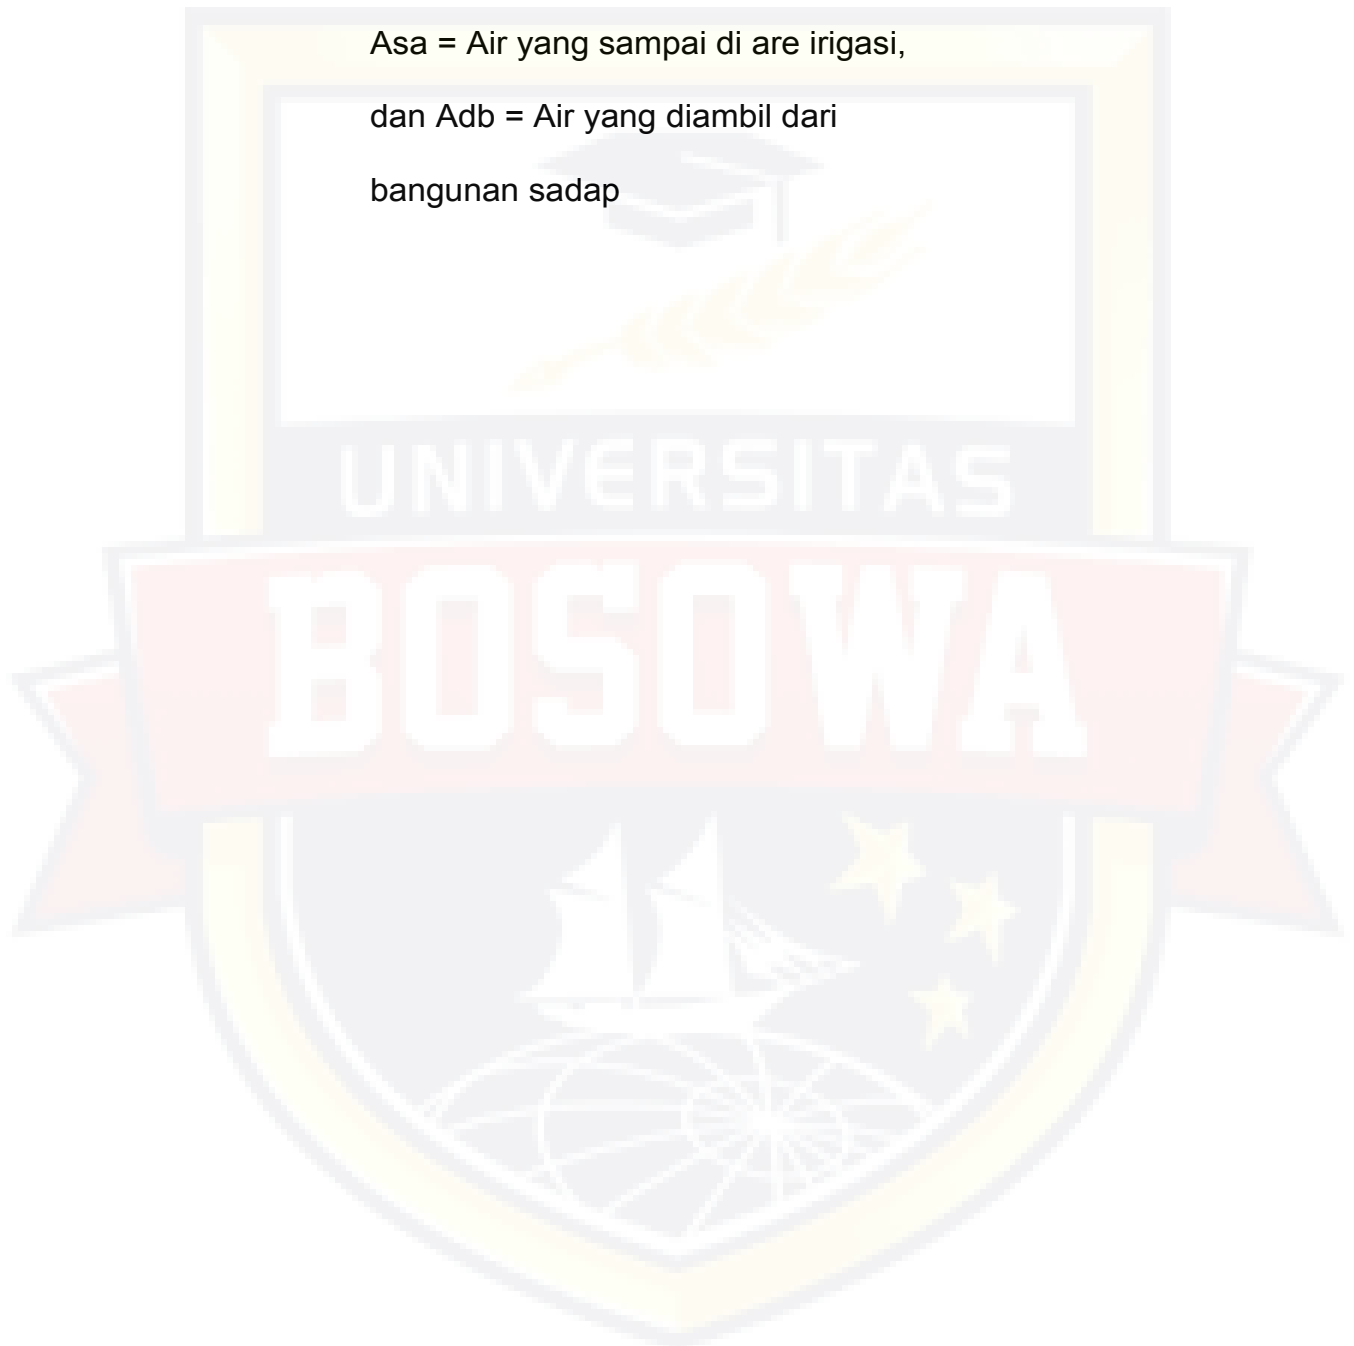 Asa = Air yang sampai di are irigasi,
dan Adb = Air yang diambil dari
bangunan sadap
UNIVERSITAS
BOSOWA